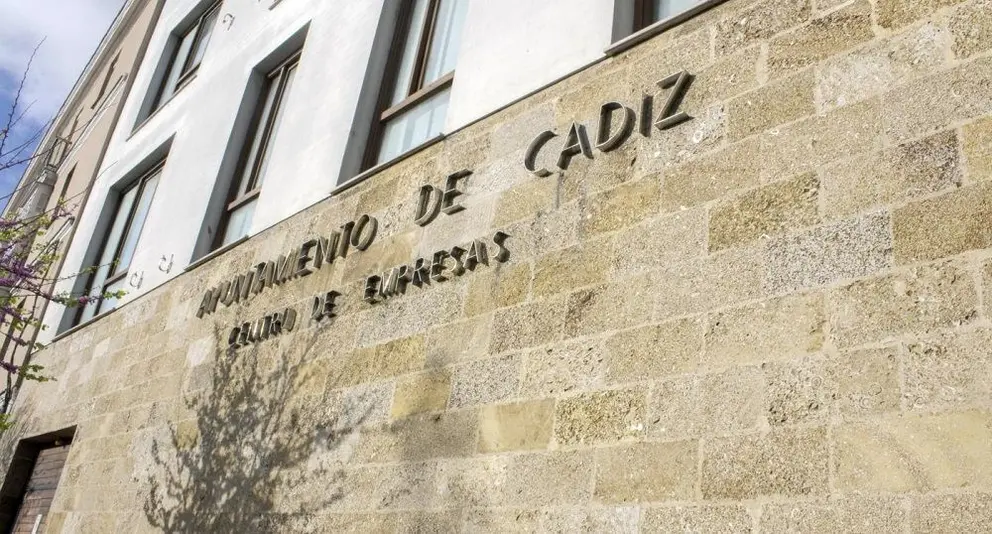 AYUNTAMIENTO DE CADIZ
CENTRO DE EMPRESAS